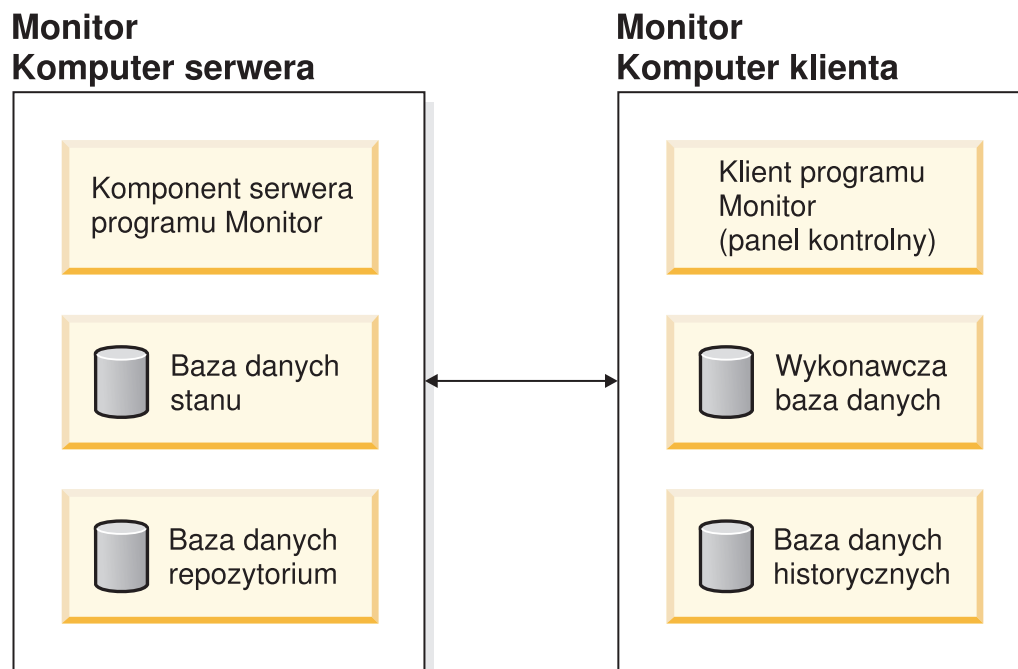 Monitor
Komputer serwera
Komponent serwera
programu Monitor
Baza danych
stanu
Baza danych
repozytorium
Monitor
Komputer klienta
Klient programu
Monitor
(panel kontrolny)
Wykonawcza
baza danych
Baza danych
historycznych